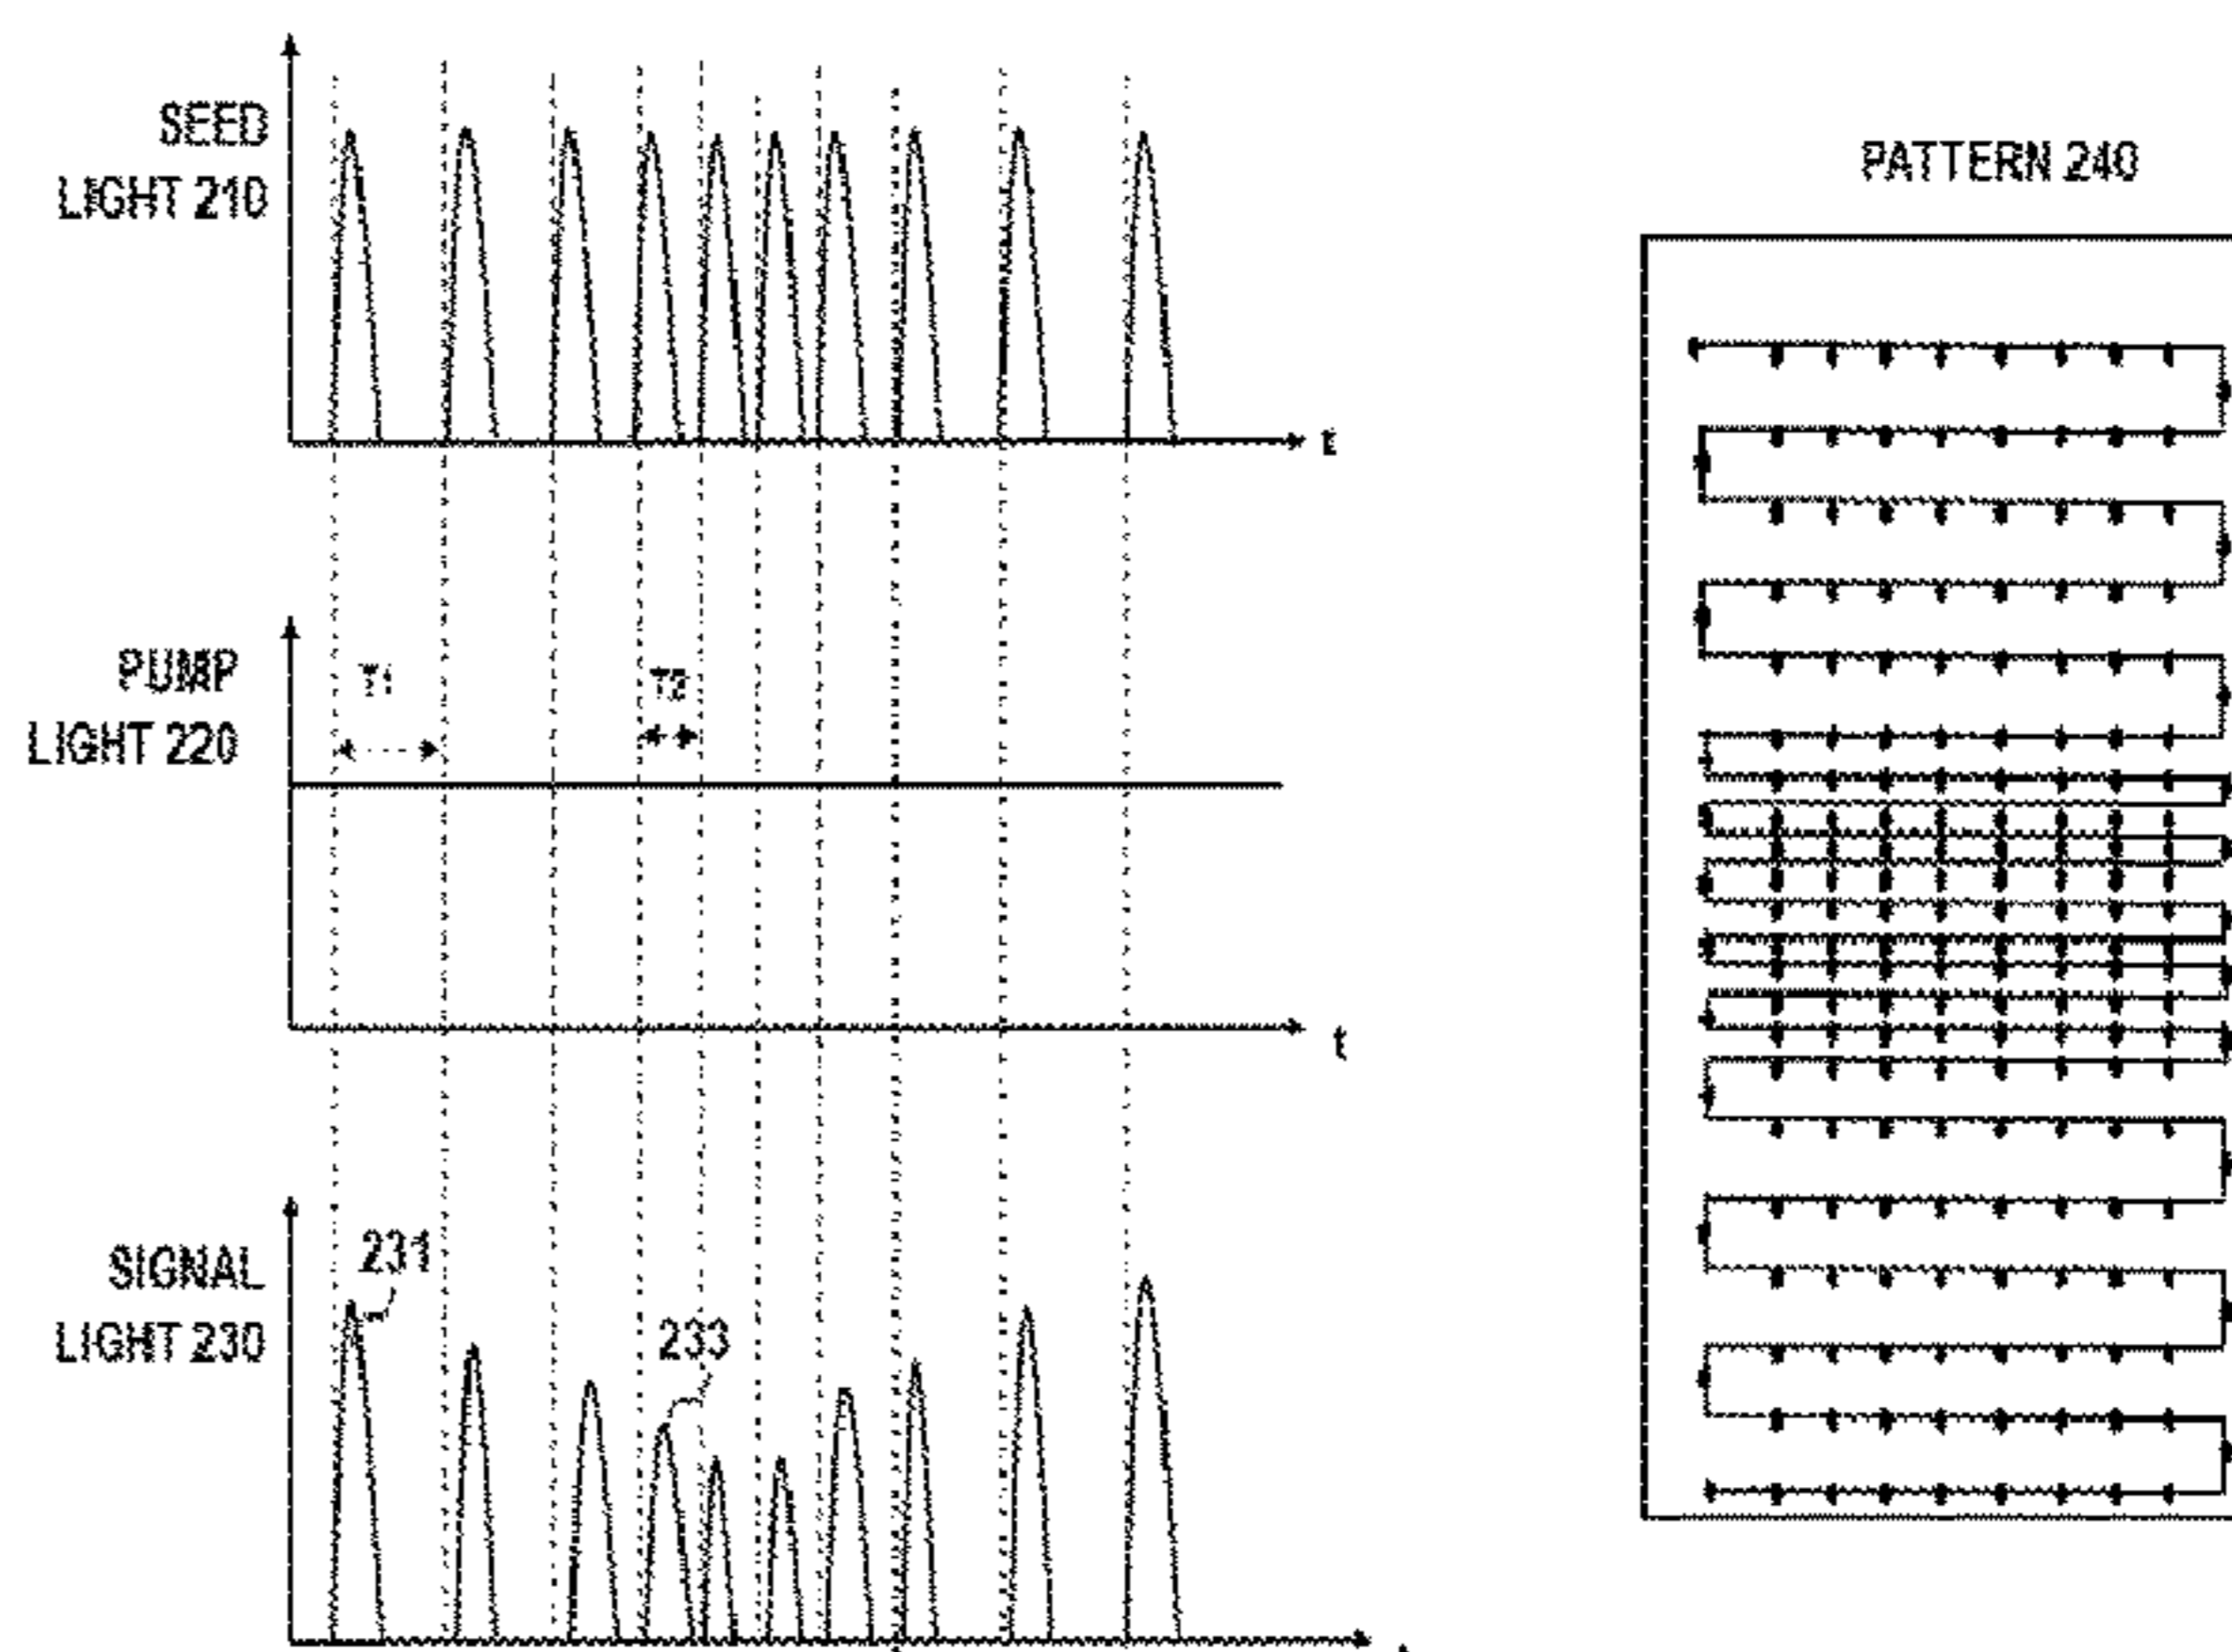 SEED
LIGHT 210
t
PATTERN 240
PUMP
LIGHT 220
T1
T2
t
SIGNAL
LIGHT 230
231
233